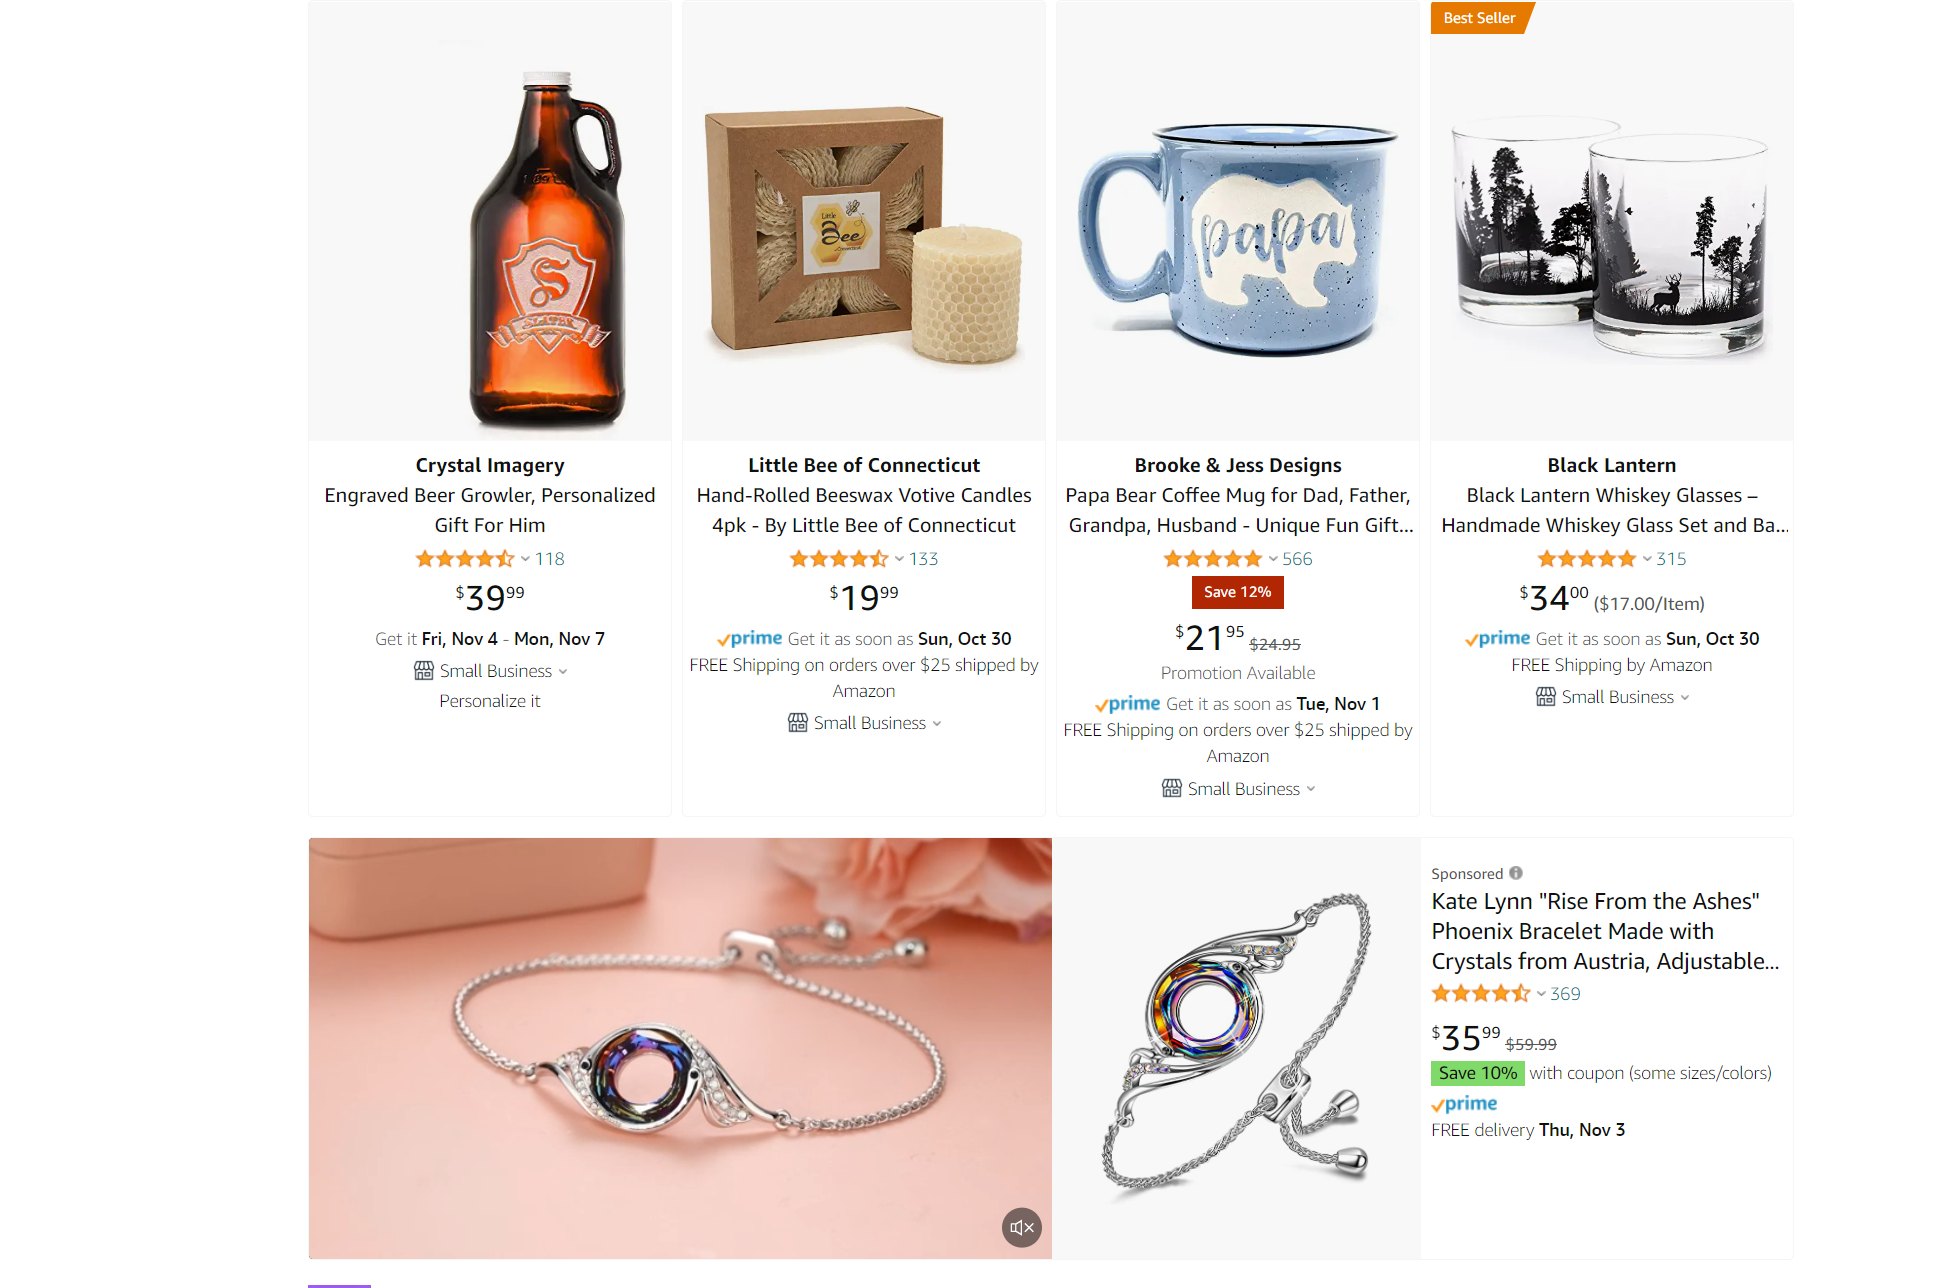 Best Seller
SLATER
Little
Bee
papa
Crystal Imagery
Engraved Beer Growler, Personalized
Gift For Him
118
$39.99
Get it Fri, Nov 4 - Mon, Nov 7
Small Business
Personalize it
Little Bee of Connecticut
Hand-Rolled Beeswax Votive Candles
4pk - By Little Bee of Connecticut
133
$19.99
prime Get it as soon as Sun, Oct 30
FREE Shipping on orders over $25 shipped by
Amazon
Small Business
Brooke & Jess Designs
Papa Bear Coffee Mug for Dad, Father,
Grandpa, Husband - Unique Fun Gift...
566
Save 12%
$21.95 $24.95
Promotion Available
prime Get it as soon as Tue, Nov 1
FREE Shipping on orders over $25 shipped by
Amazon
Small Business
Black Lantern
Black Lantern Whiskey Glasses –
Handmade Whiskey Glass Set and Ba...
315
$34.00 ($17.00/Item)
prime Get it as soon as Sun, Oct 30
FREE Shipping by Amazon
Small Business
Sponsored
Kate Lynn "Rise From the Ashes"
Phoenix Bracelet Made with
Crystals from Austria, Adjustable...
369
$35.99 $59.99
Save 10% with coupon (some sizes/colors)
prime
FREE delivery Thu, Nov 3